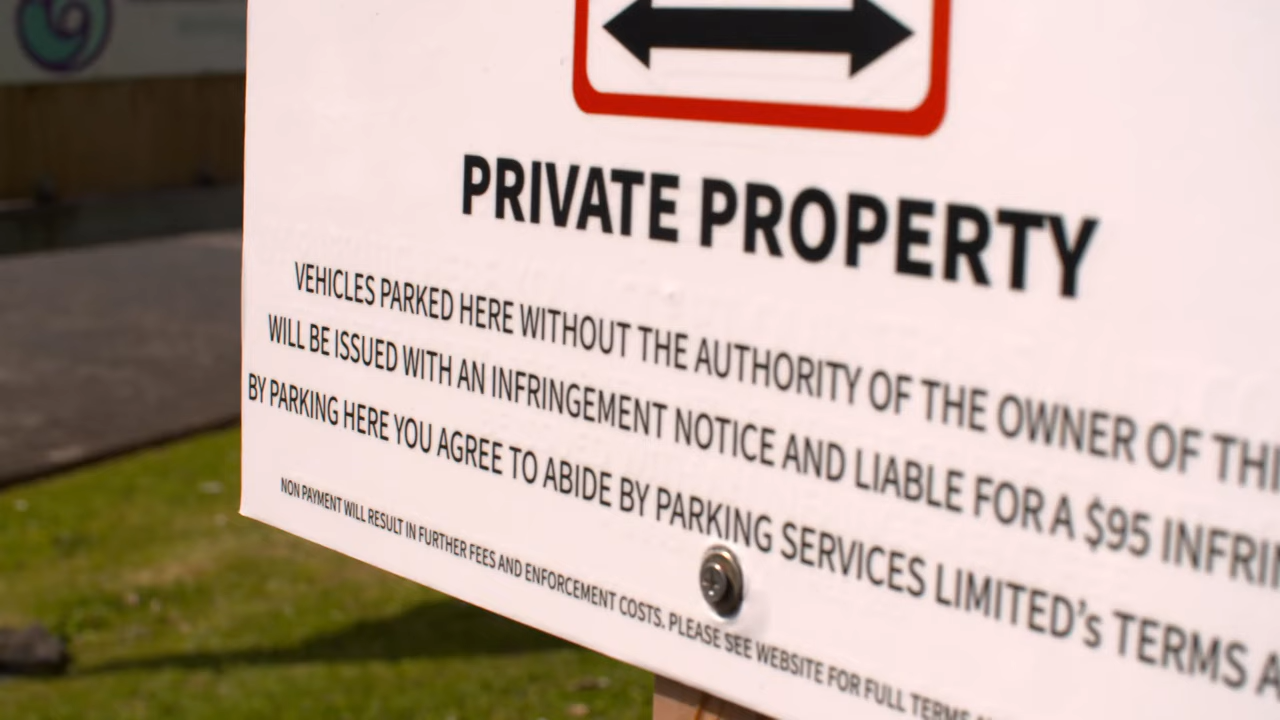 PRIVATE PROPERTY
VEHICLES PARKED HERE WITHOUT THE AUTHORITY OF THE OWNER OF THI
WILL BE ISSUED WITH AN INFRINGEMENT NOTICE AND LIABLE FOR A $95 INFRIN
BY PARKING HERE YOU AGREE TO ABIDE BY PARKING SERVICES LIMITED's TERMS A
NON PAYMENT WILL RESULT IN FURTHER FEES AND ENFORCEMENT COSTS. PLEASE SEE WEBSITE FOR FULL TERMS